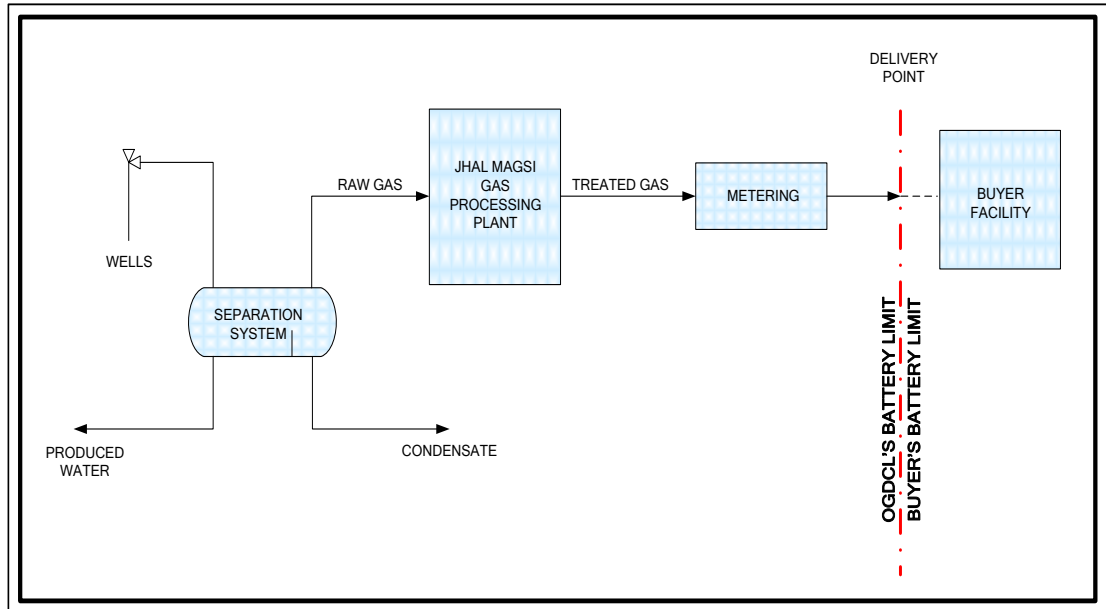 DELIVERY
POINT
WELLS
RAW GAS
JHAL MAGSI
GAS
PROCESSING
PLANT
TREATED GAS
METERING
BUYER
FACILITY
SEPARATION
SYSTEM
PRODUCED
WATER
CONDENSATE
OGDCL'S BATTERY LIMIT
BUYER'S BATTERY LIMIT